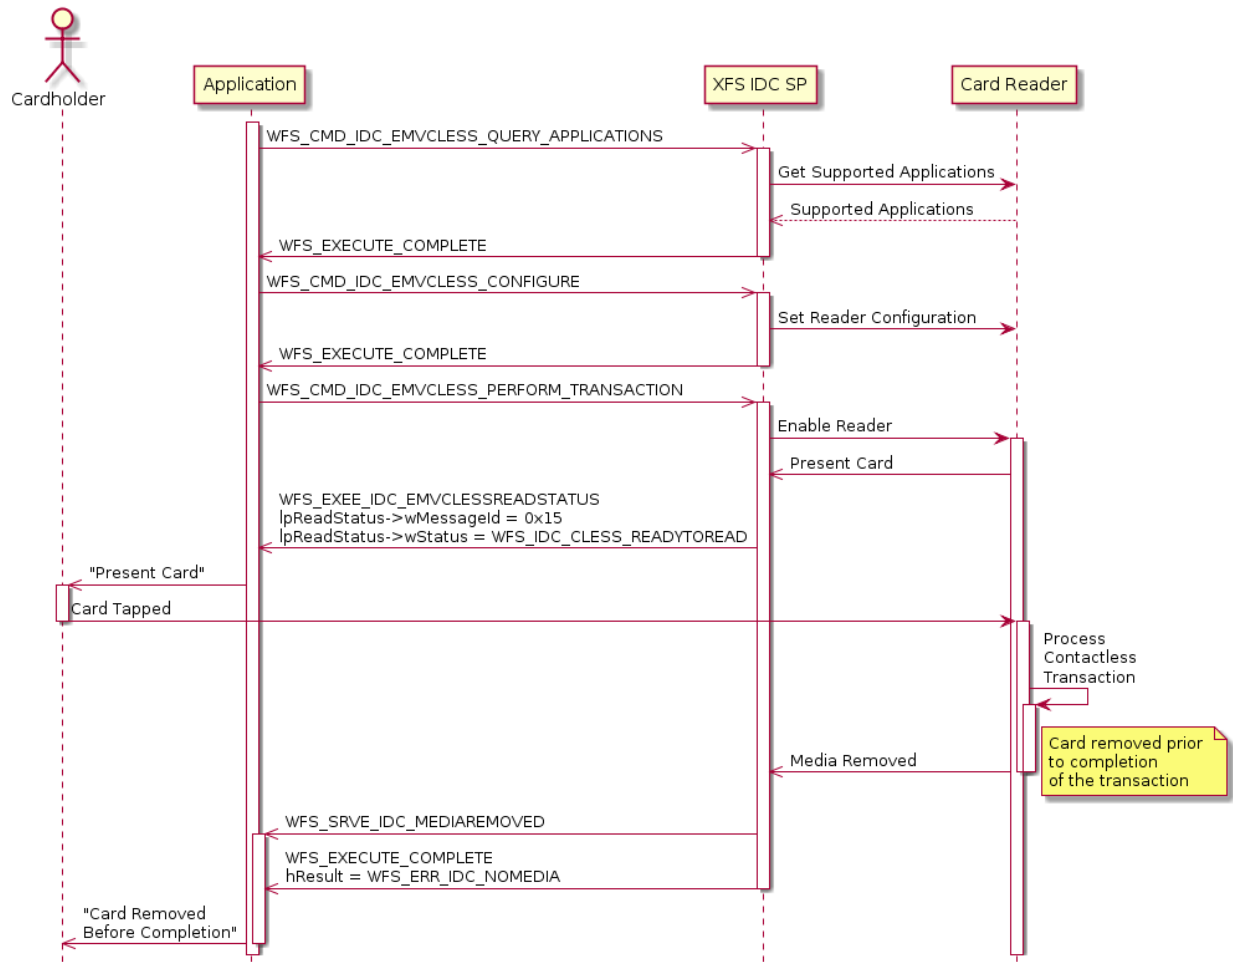 Cardholder
Application
XFS IDC SP
Card Reader
WFS_CMD_IDC_EMVCLESS_QUERY_APPLICATIONS
Get Supported Applications
Supported Applications
WFS_EXECUTE_COMPLETE
WFS_CMD_IDC_EMVCLESS_CONFIGURE
Set Reader Configuration
WFS_EXECUTE_COMPLETE
WFS_CMD_IDC_EMVCLESS_PERFORM_TRANSACTION
Enable Reader
Present Card
WFS_EXEE_IDC_EMVCLESSREADSTATUS
lpReadStatus->wMessageId = 0x15
lpReadStatus->wStatus = WFS_IDC_CLESS_READYTOREAD
"Present Card"
Card Tapped
Process
Contactless
Transaction
Card removed prior
to completion
of the transaction
Media Removed
WFS_SRVE_IDC_MEDIAREMOVED
WFS_EXECUTE_COMPLETE
hResult = WFS_ERR_IDC_NOMEDIA
"Card Removed
Before Completion"